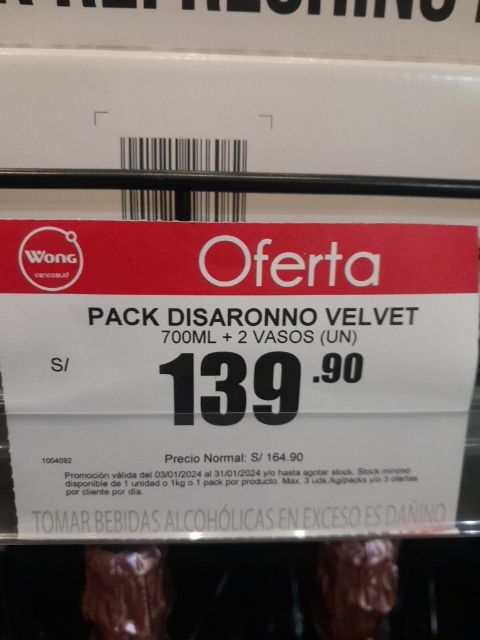 REFRESHING
Wong
cencosud
Oferta
PACK DISARONNO VELVET
700ML + 2 VASOS (UN)
S/ 139.90
Precio Normal: S/ 164.90
1004092
Promoción válida del 03/01/2024 al 31/01/2024 y/o hasta agotar stock. Stock mínimo
disponible de 1 unidad o 1kg o 1 pack por producto. Max. 3 uds./kg/packs y/o 3 ofertas
por cliente por día.
TOMAR BEBIDAS ALCOHÓLICAS EN EXCESO ES DAÑINO